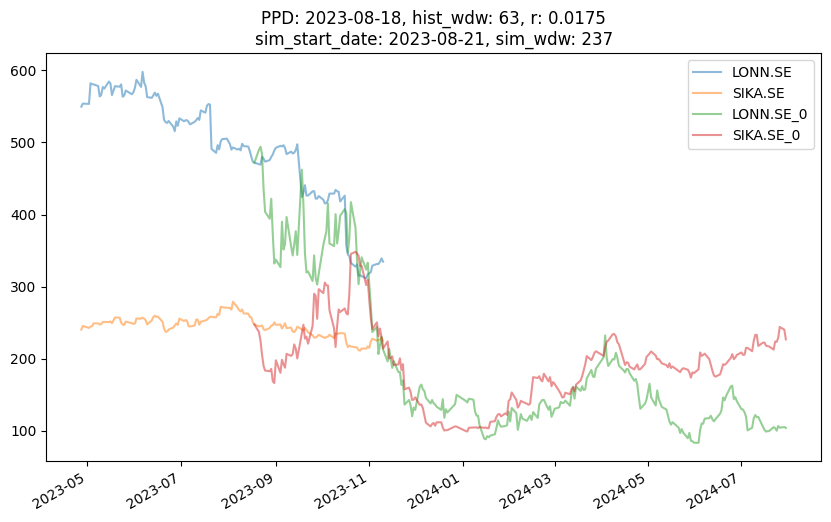 PPD: 2023-08-18, hist_wdw: 63, r: 0.0175
sim_start_date: 2023-08-21, sim_wdw: 237
600
500
400
300
200
100
LONN.SE
SIKA.SE
LONN.SE_0
SIKA.SE_0
2023-05
2023-07
2023-09
2023-11
2024-01
2024-03
2024-05
2024-07